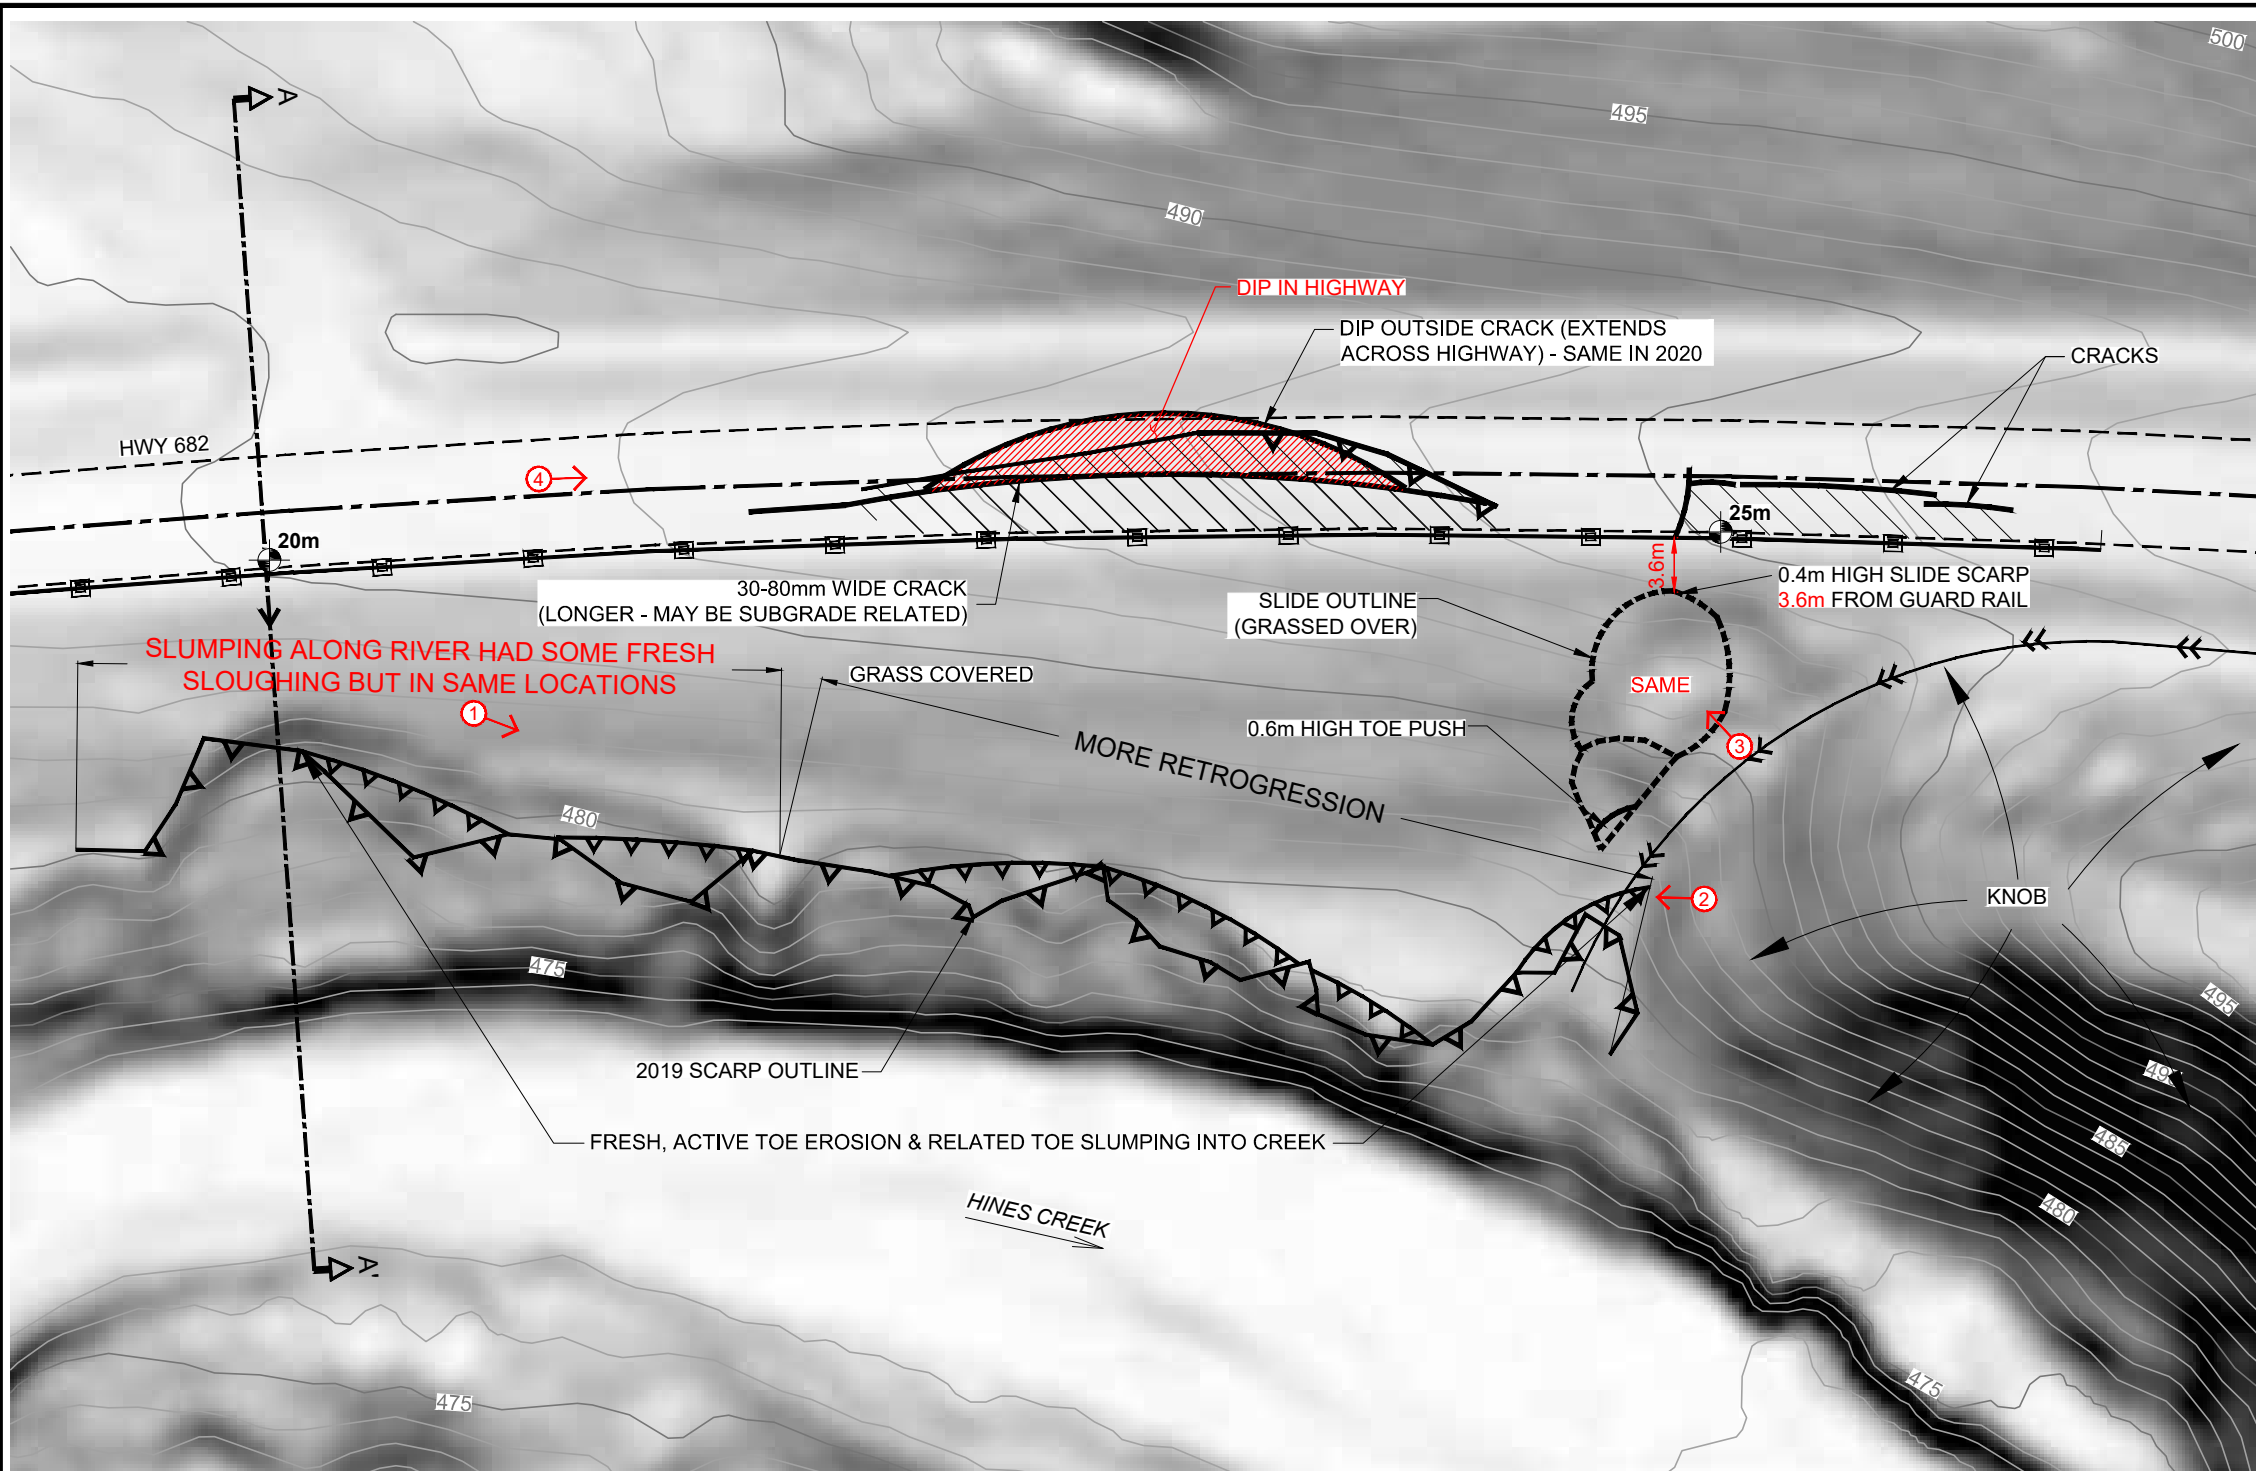 500
A
495
490
DIP IN HIGHWAY
DIP OUTSIDE CRACK (EXTENDS
ACROSS HIGHWAY) - SAME IN 2020
CRACKS
HWY 682
4
20m
25m
3.6m
30-80mm WIDE CRACK
(LONGER - MAY BE SUBGRADE RELATED)
SLIDE OUTLINE
(GRASSED OVER)
0.4m HIGH SLIDE SCARP
3.6m FROM GUARD RAIL
SLUMPING ALONG RIVER HAD SOME FRESH
SLOUGHING BUT IN SAME LOCATIONS
GRASS COVERED
SAME
1
0.6m HIGH TOE PUSH
3
MORE RETROGRESSION
480
2
KNOB
475
495
2019 SCARP OUTLINE
490
FRESH, ACTIVE TOE EROSION & RELATED TOE SLUMPING INTO CREEK
485
HINES CREEK
480
A'
475
475